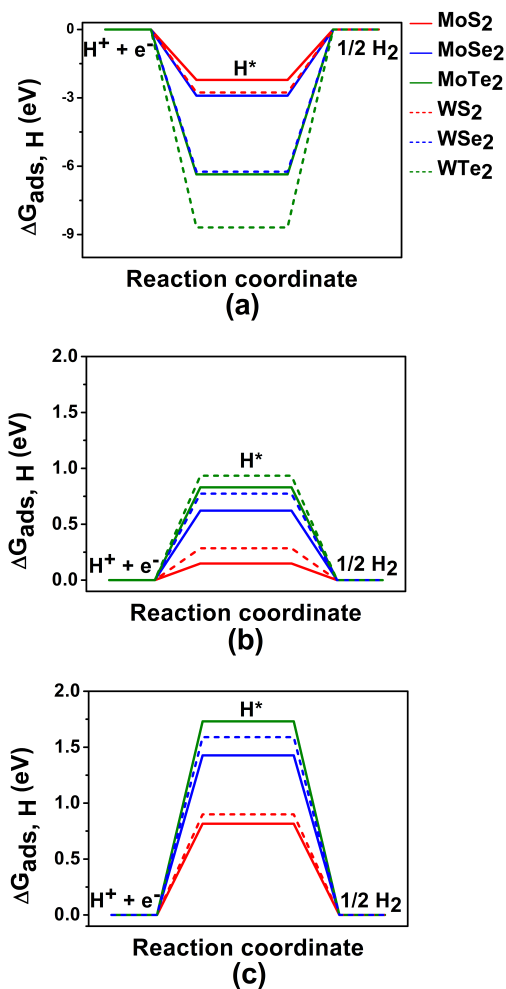 MoS2
MoSe2
MoTe2
WS2
WSe2
WTe2
0
-3
-6
-9
ΔGads, H (eV)
H+ + e-
H*
1/2 H2
Reaction coordinate
(a)
2.0
1.5
1.0
0.5
0.0
ΔGads, H (eV)
H*
H+ + e-
1/2 H2
Reaction coordinate
(b)
2.0
1.5
1.0
0.5
0.0
ΔGads, H (eV)
H*
H+ + e-
1/2 H2
Reaction coordinate
(c)